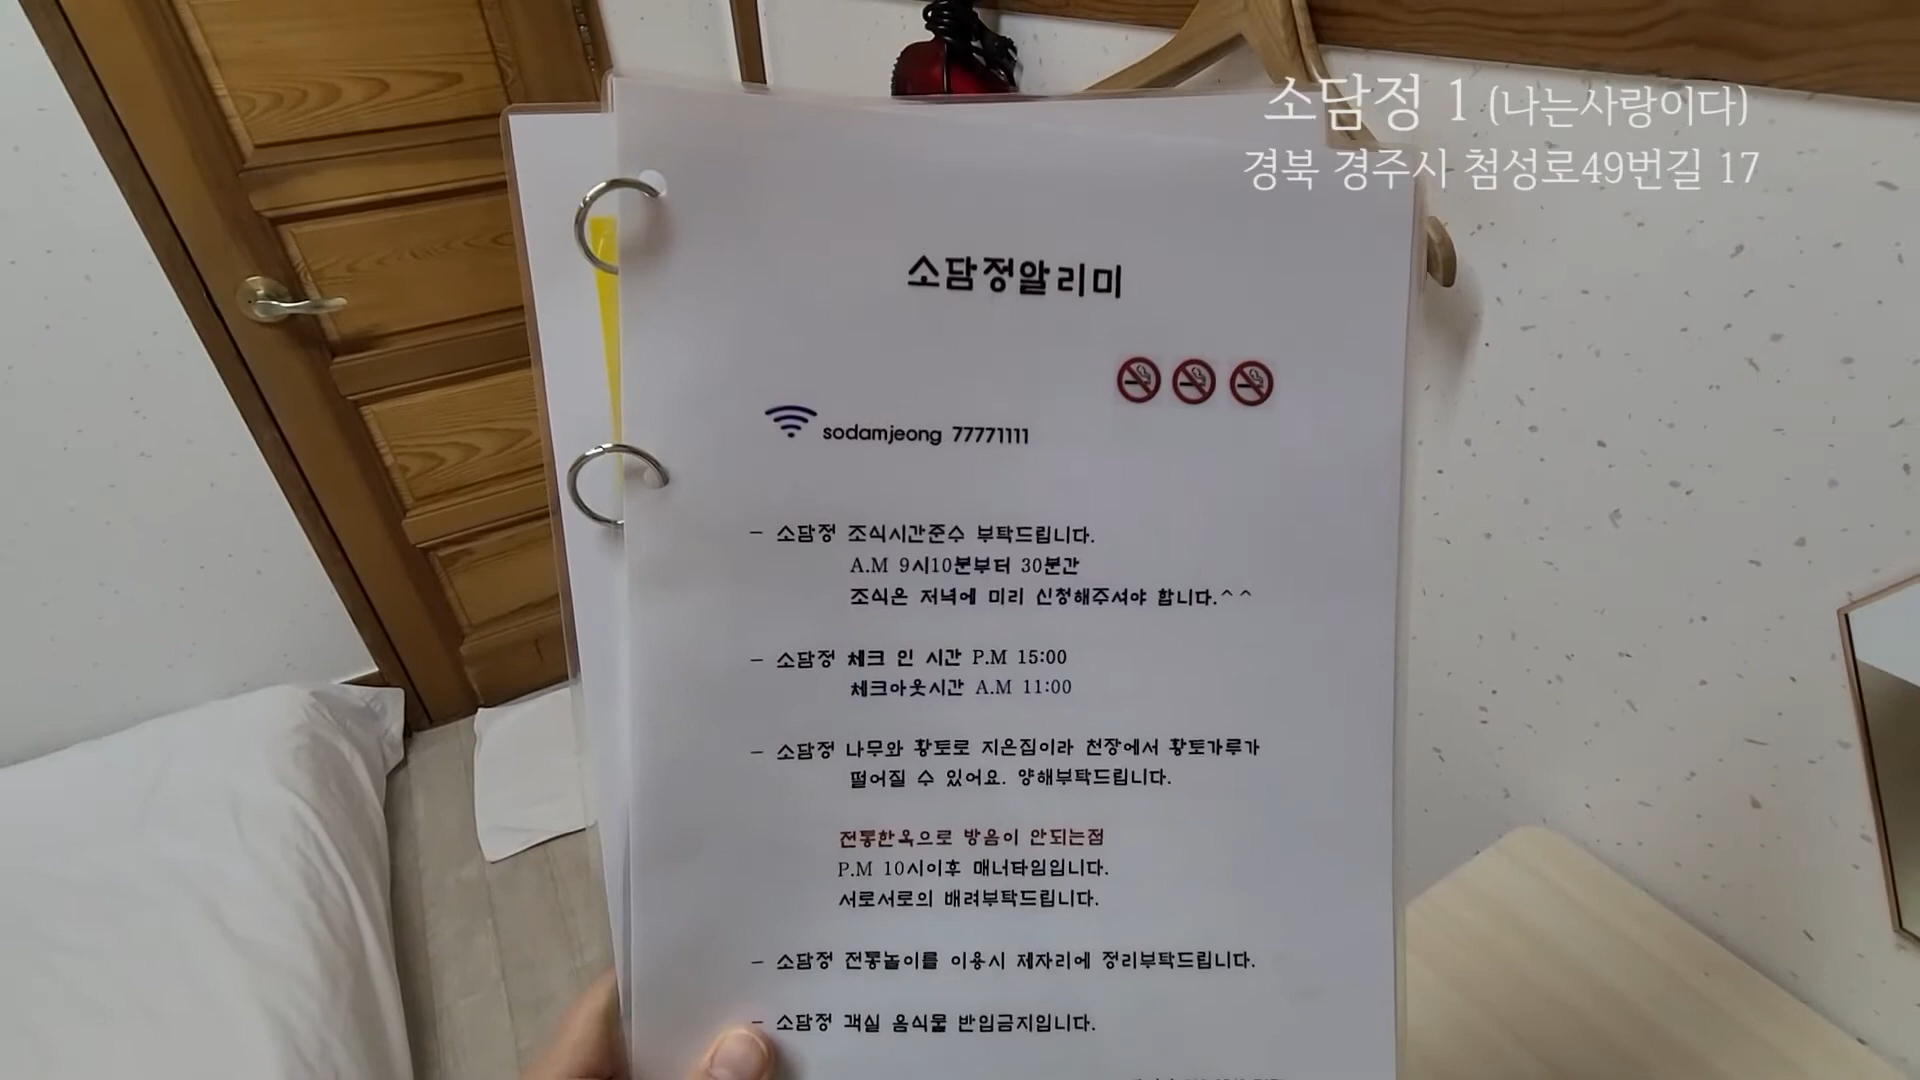 소담정 1 (나는사랑이다)
경북 경주시 첨성로49번길 17
소담정알리미
sodamjeong 77771111
- 소담정 조식시간준수 부탁드립니다.
A.M 9시10분부터 30분간
조식은 저녁에 미리 신청해주셔야 합니다.^^
- 소담정 체크 인 시간 P.M 15:00
체크아웃시간 A.M 11:00
- 소담정 나무와 황토로 지은집이라 천장에서 황토가루가
떨어질 수 있어요. 양해부탁드립니다.
전통한옥으로 방음이 안되는점
P.M 10시이후 매너타임입니다.
서로서로의 배려부탁드립니다.
- 소담정 전통놀이를 이용시 제자리에 정리부탁드립니다.
- 소담정 객실 음식물 반입금지입니다.